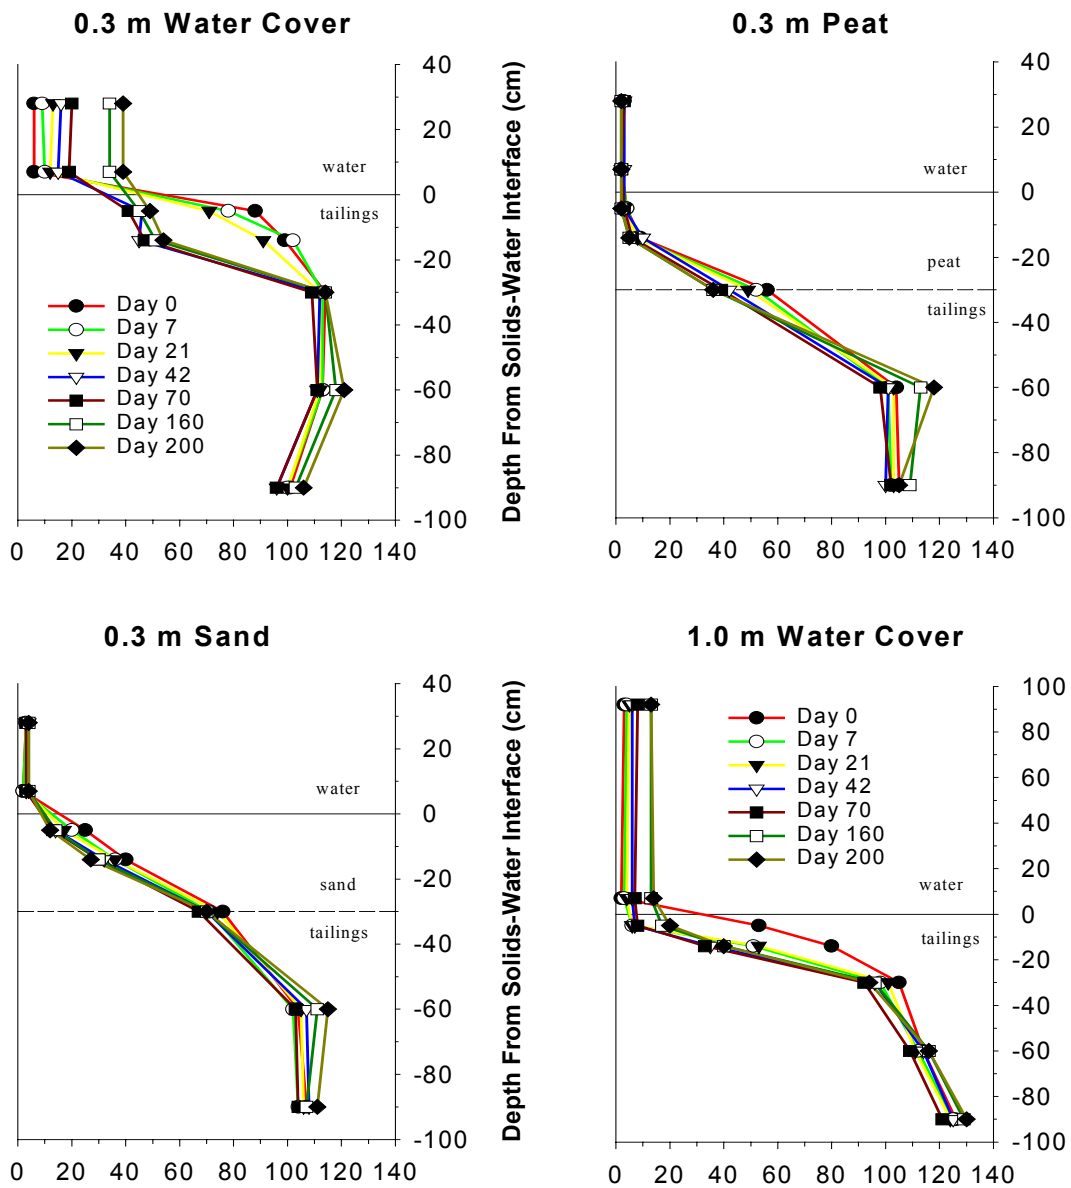 0.3 m Water Cover
0.3 m Peat
40
20
0
-20
-40
-60
-80
-100
water
tailings
Day 0
Day 7
Day 21
Day 42
Day 70
Day 160
Day 200
0 20 40 60 80 100 120 140
Depth From Solids-Water Interface (cm)
40
20
0
-20
-40
-60
-80
-100
water
peat
tailings
0 20 40 60 80 100 120 140
0.3 m Sand
1.0 m Water Cover
40
20
0
-20
-40
-60
-80
-100
water
sand
tailings
0 20 40 60 80 100 120 140
Depth From Solids-Water Interface (cm)
100
80
60
40
20
0
-20
-40
-60
-80
-100
Day 0
Day 7
Day 21
Day 42
Day 70
Day 160
Day 200
water
tailings
0 20 40 60 80 100 120 140